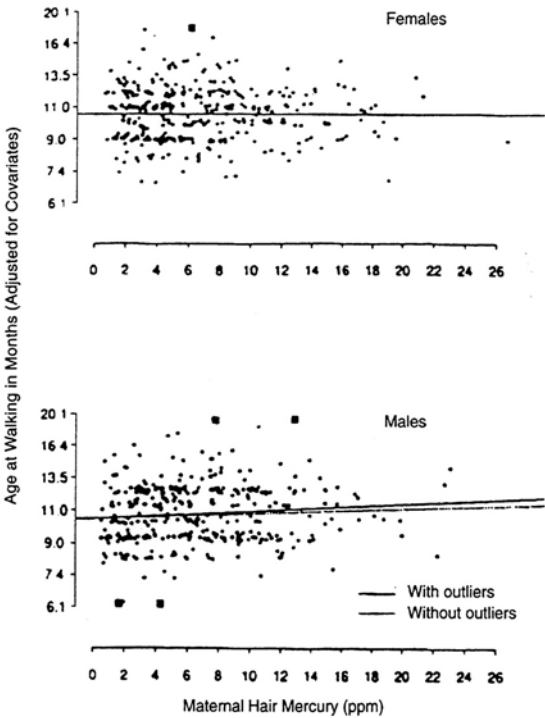 Females
20 1
16 4
13.5
11 0
9.0
7 4
6 1
0 2 4 6 8 10 12 14 16 18 20 22 24 26
Age at Walking in Months (Adjusted for Covariates)
Males
20 1
16.4
13.5
11.0
9.0
7 4
6.1
With outliers
Without outliers
0 2 4 6 8 10 12 14 16 18 20 22 24 26
Maternal Hair Mercury (ppm)